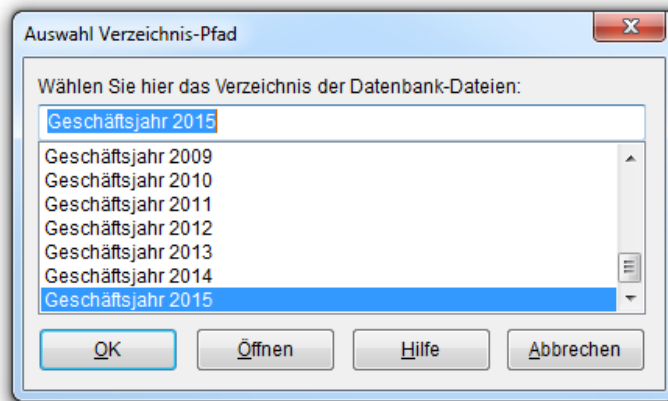 Auswahl Verzeichnis-Pfad
Wählen Sie hier das Verzeichnis der Datenbank-Dateien:
Geschäftsjahr 2015
Geschäftsjahr 2009
Geschäftsjahr 2010
Geschäftsjahr 2011
Geschäftsjahr 2012
Geschäftsjahr 2013
Geschäftsjahr 2014
Geschäftsjahr 2015
OK Öffnen Hilfe Abbrechen